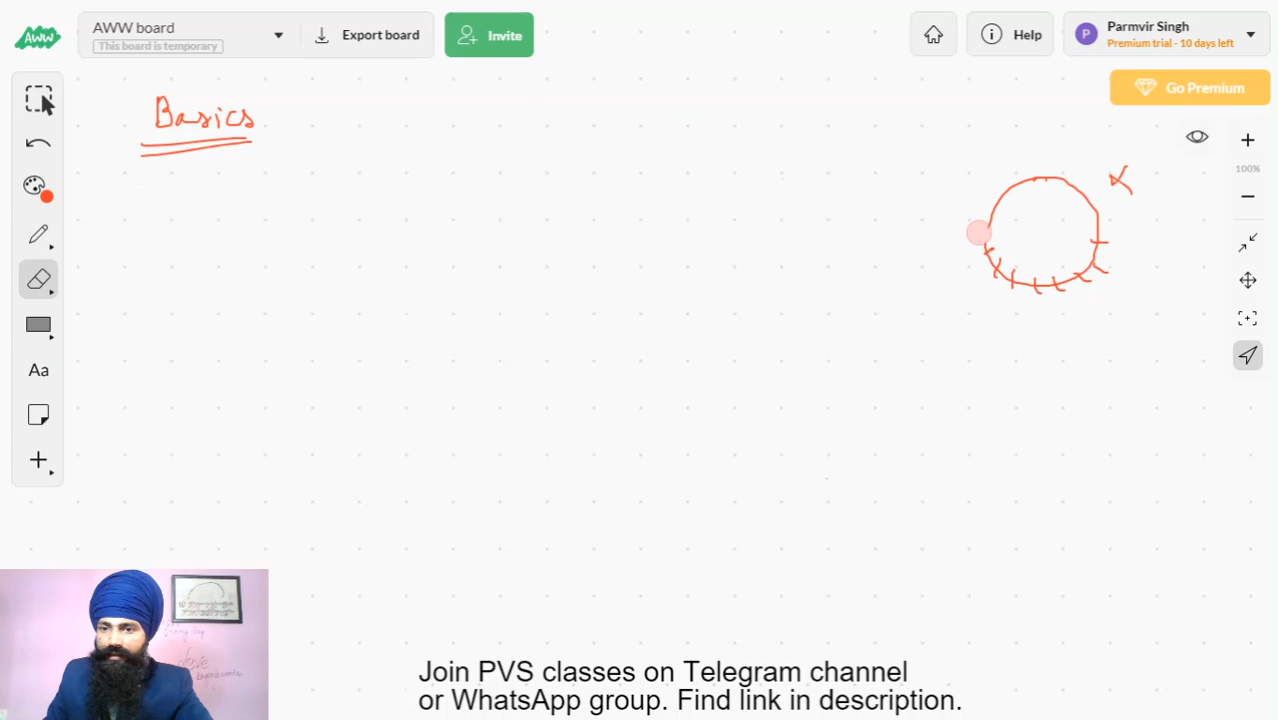 AWW
AWW board
This board is temporary
Export board
Invite
Help
P
Parmvir Singh
Premium trial - 10 days left
Go Premium
Basics
100%
Aa
Join PVS classes on Telegram channel
or WhatsApp group. Find link in description.